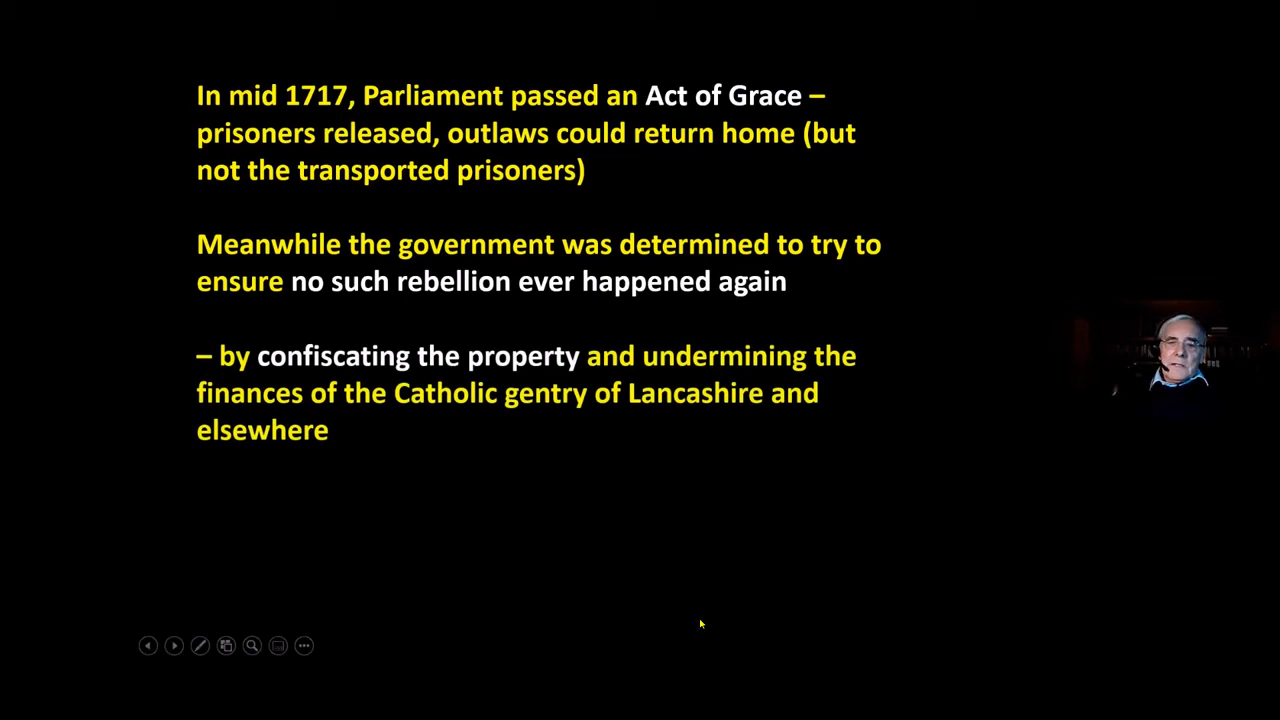 In mid 1717, Parliament passed an Act of Grace –
prisoners released, outlaws could return home (but
not the transported prisoners)
Meanwhile the government was determined to try to
ensure no such rebellion ever happened again
– by confiscating the property and undermining the
finances of the Catholic gentry of Lancashire and
elsewhere